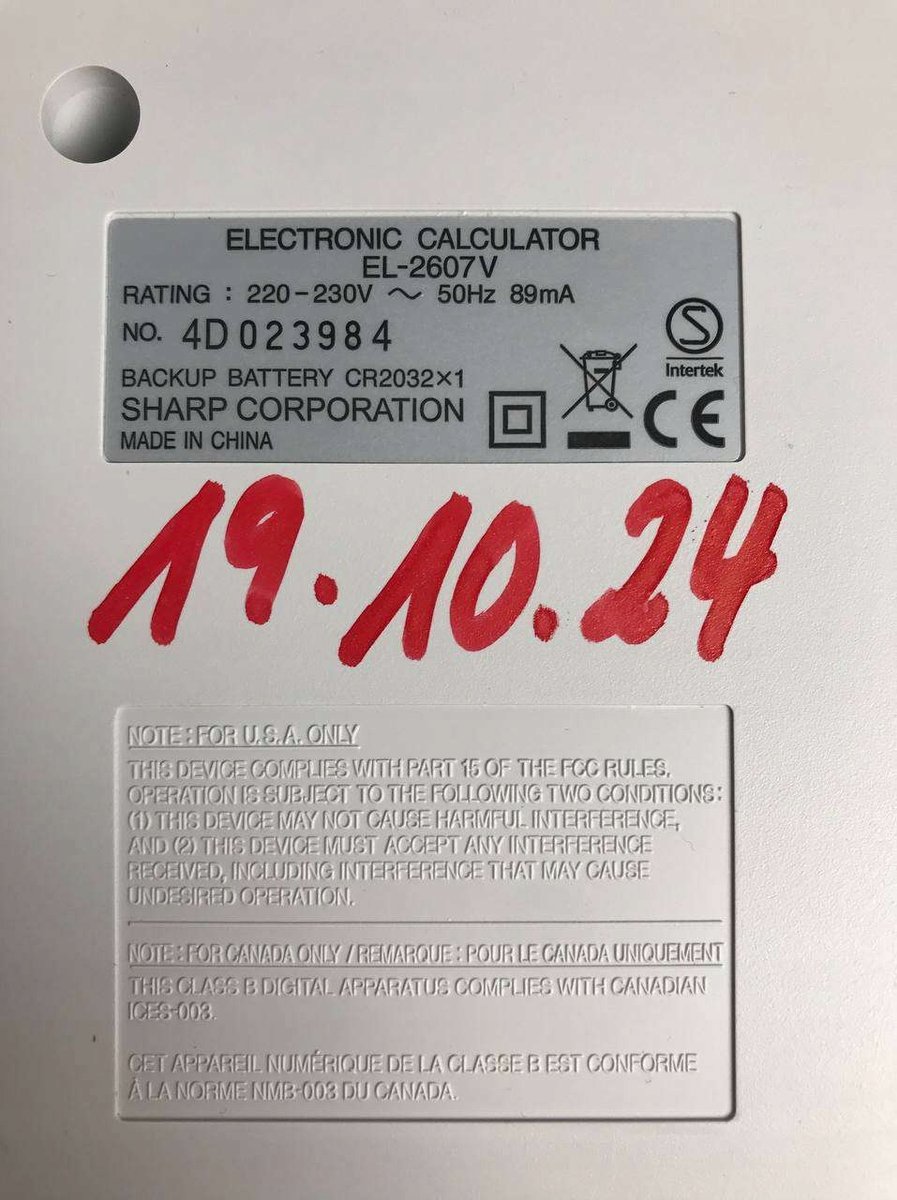 ELECTRONIC CALCULATOR
EL-2607V
RATING : 220-230V ～ 50Hz 89mA
NO. 4D023984
BACKUP BATTERY CR2032×1
SHARP CORPORATION
MADE IN CHINA
S
Intertek
CE
19.10.24
NOTE : FOR U.S.A. ONLY
THIS DEVICE COMPLIES WITH PART 15 OF THE FCC RULES.
OPERATION IS SUBJECT TO THE FOLLOWING TWO CONDITIONS :
(1) THIS DEVICE MAY NOT CAUSE HARMFUL INTERFERENCE,
AND (2) THIS DEVICE MUST ACCEPT ANY INTERFERENCE
RECEIVED, INCLUDING INTERFERENCE THAT MAY CAUSE
UNDESIRED OPERATION.
NOTE : FOR CANADA ONLY / REMARQUE : POUR LE CANADA UNIQUEMENT
THIS CLASS B DIGITAL APPARATUS COMPLIES WITH CANADIAN
ICES-003.
CET APPAREIL NUMÉRIQUE DE LA CLASSE B EST CONFORME
À LA NORME NMB-003 DU CANADA.